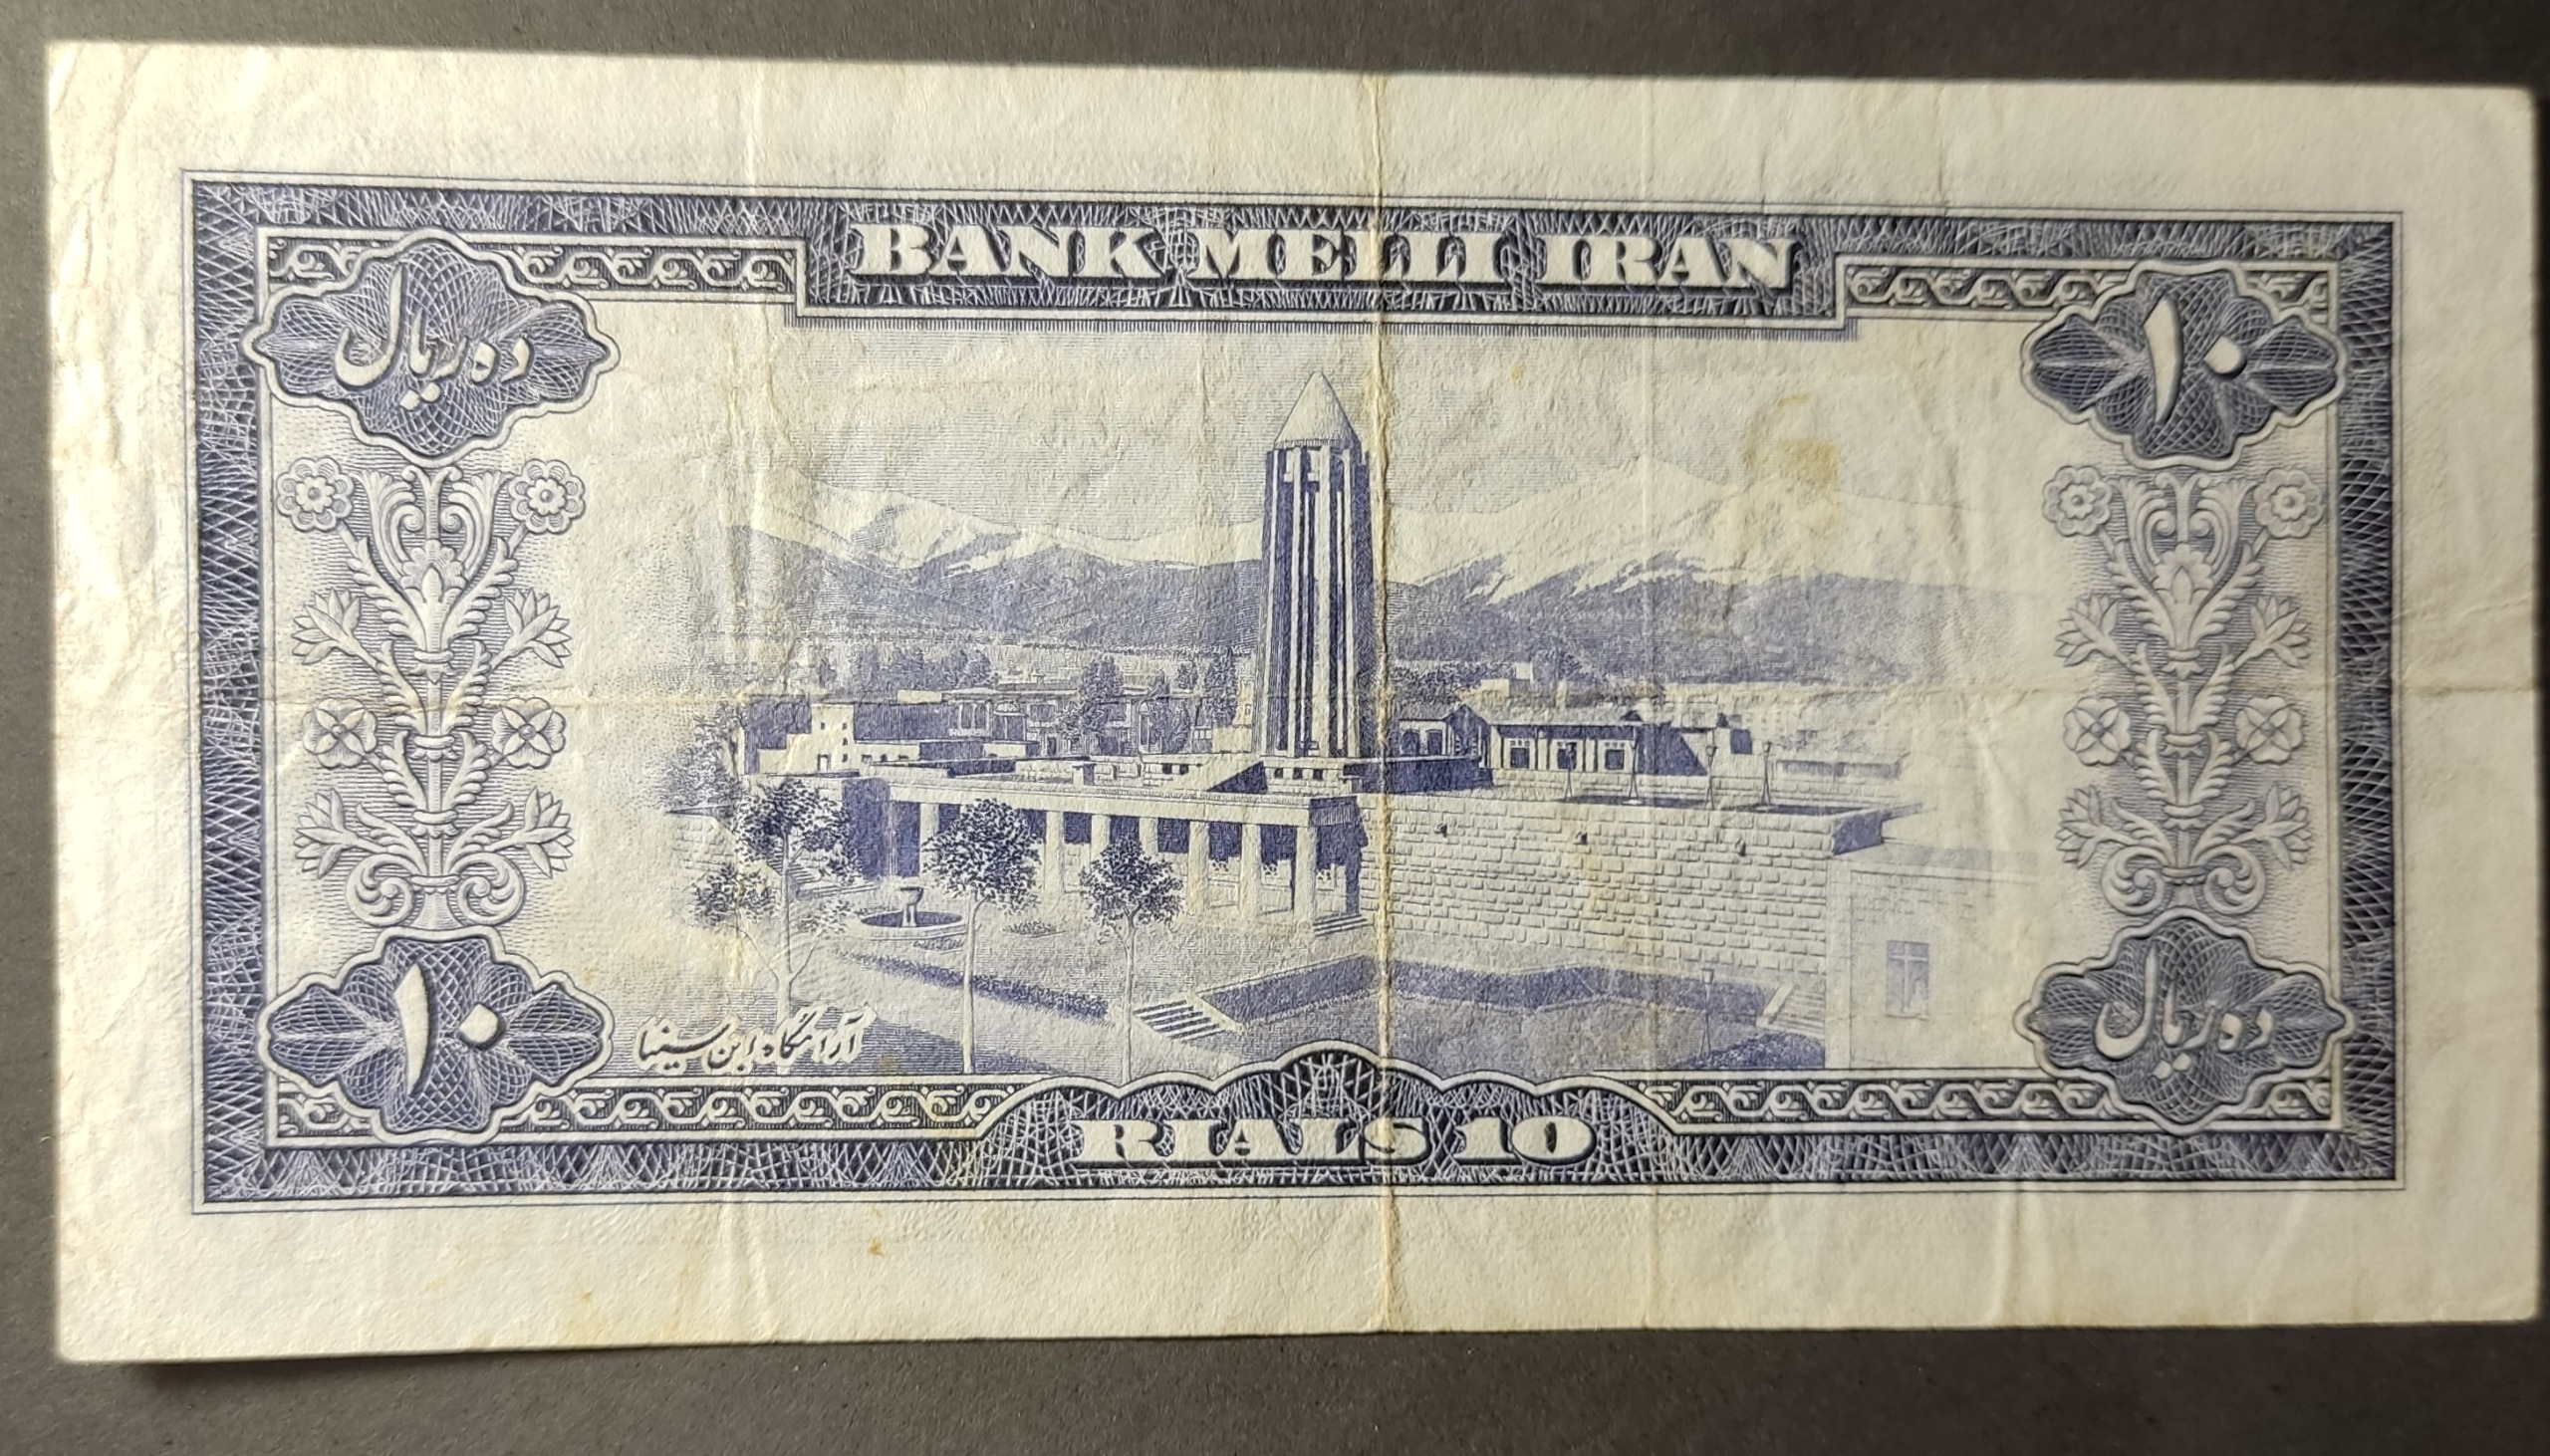 BANK MELLI IRAN
ده ریال
۱۰
۱۰
آرامگاه ابن سینا
ده ریال
RIALS 10